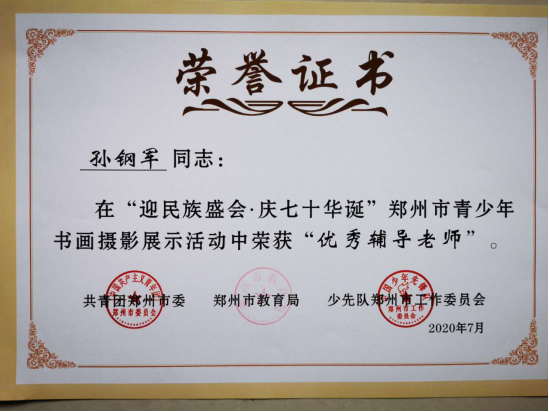 荣誉证书
孙钢军 同志：
在“迎民族盛会·庆七十华诞”郑州市青少年
书画摄影展示活动中荣获“优秀辅导老师”。
共青团郑州市委 郑州市教育局 少先队郑州市工作委员会
2020年7月